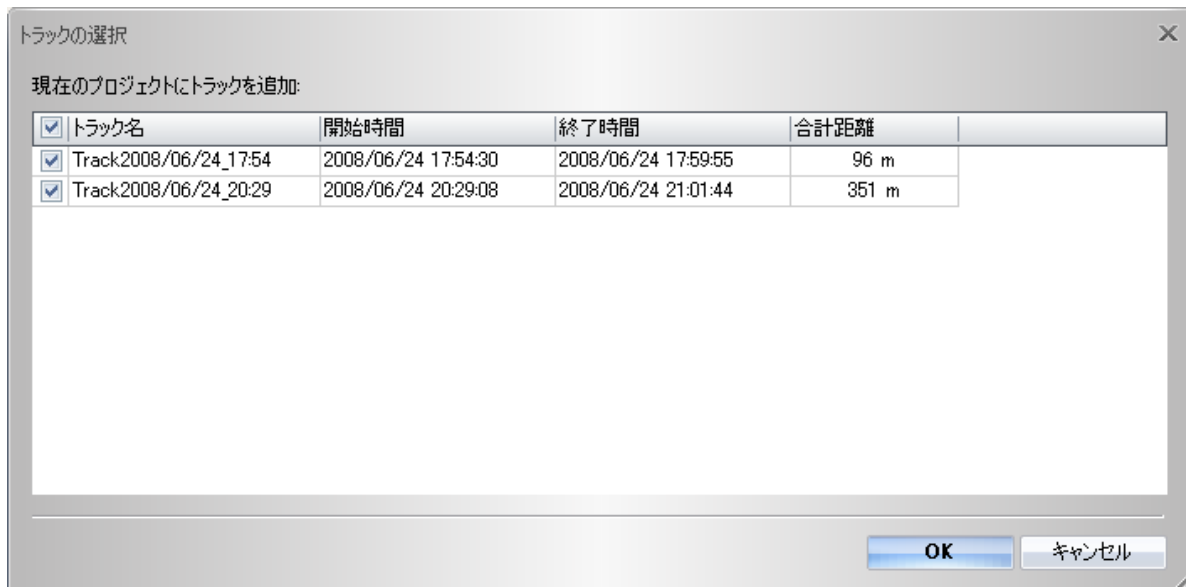 トラックの選択
現在のプロジェクトにトラックを追加:
トラック名 開始時間 終了時間 合計距離
Track2008/06/24_17:54 2008/06/24 17:54:30 2008/06/24 17:59:55 96 m
Track2008/06/24_20:29 2008/06/24 20:29:08 2008/06/24 21:01:44 351 m
OK キャンセル